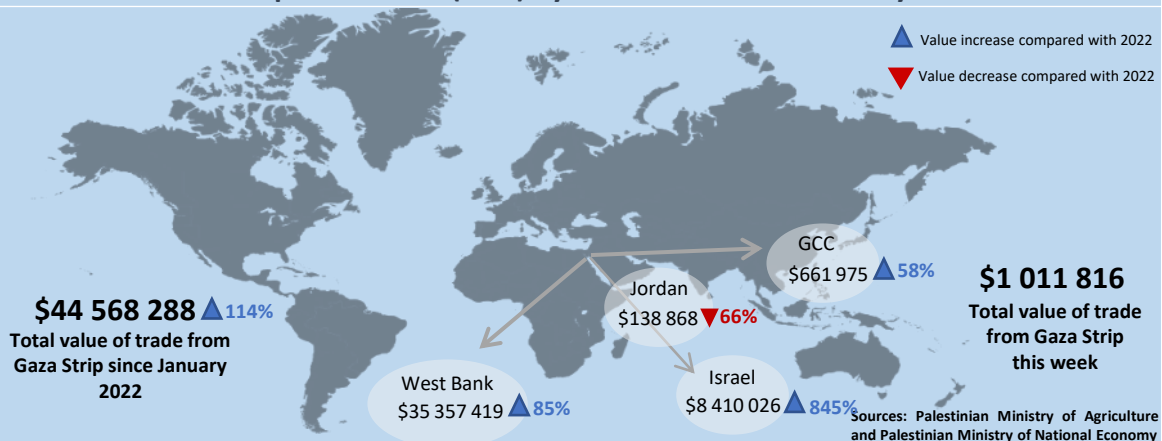 Value increase compared with 2022
Value decrease compared with 2022
GCC
$661 975 58%
Jordan
$138 868 66%
$44 568 288 114%
Total value of trade from
Gaza Strip since January
2022
$1 011 816
Total value of trade
from Gaza Strip
this week
West Bank
$35 357 419 85%
Israel
$8 410 026 845%
Sources: Palestinian Ministry of Agriculture
and Palestinian Ministry of National Economy